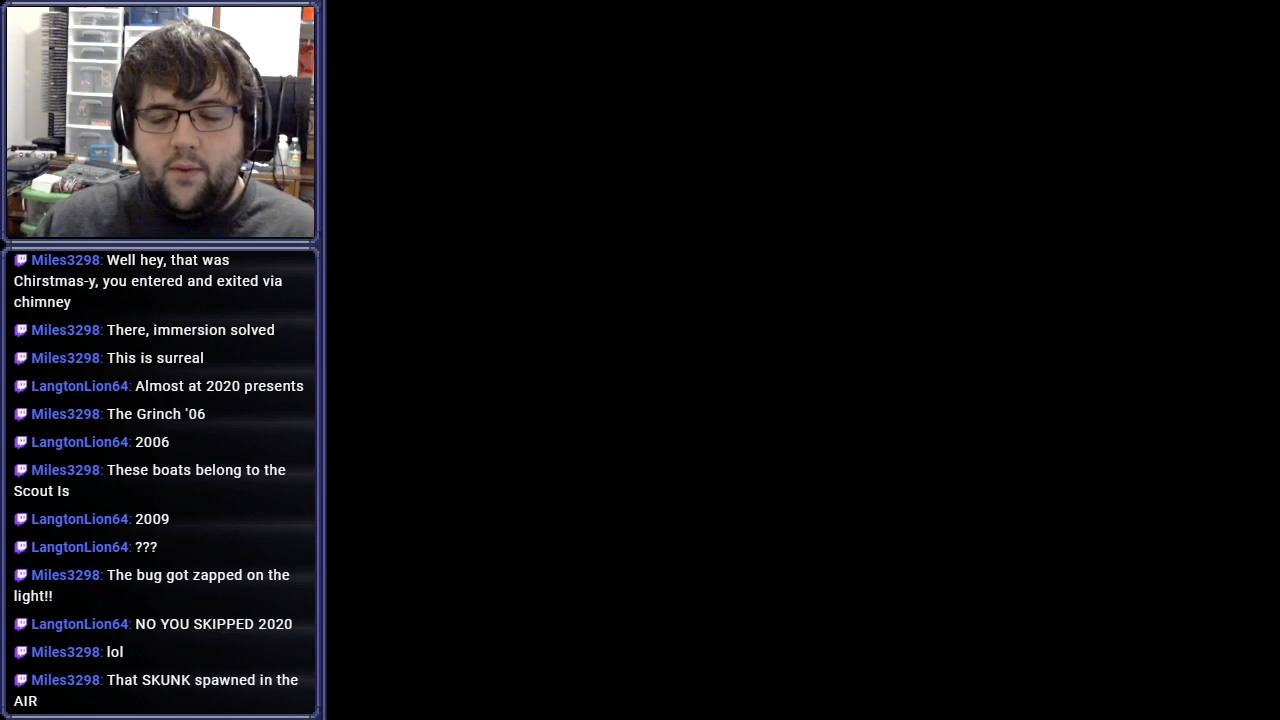 Miles3298: Well hey, that was
Chirstmas-y, you entered and exited via
chimney
Miles3298: There, immersion solved
Miles3298: This is surreal
LangtonLion64: Almost at 2020 presents
Miles3298: The Grinch '06
LangtonLion64: 2006
Miles3298: These boats belong to the
Scout Is
LangtonLion64: 2009
LangtonLion64: ???
Miles3298: The bug got zapped on the
light!!
LangtonLion64: NO YOU SKIPPED 2020
Miles3298: lol
Miles3298: That SKUNK spawned in the
AIR